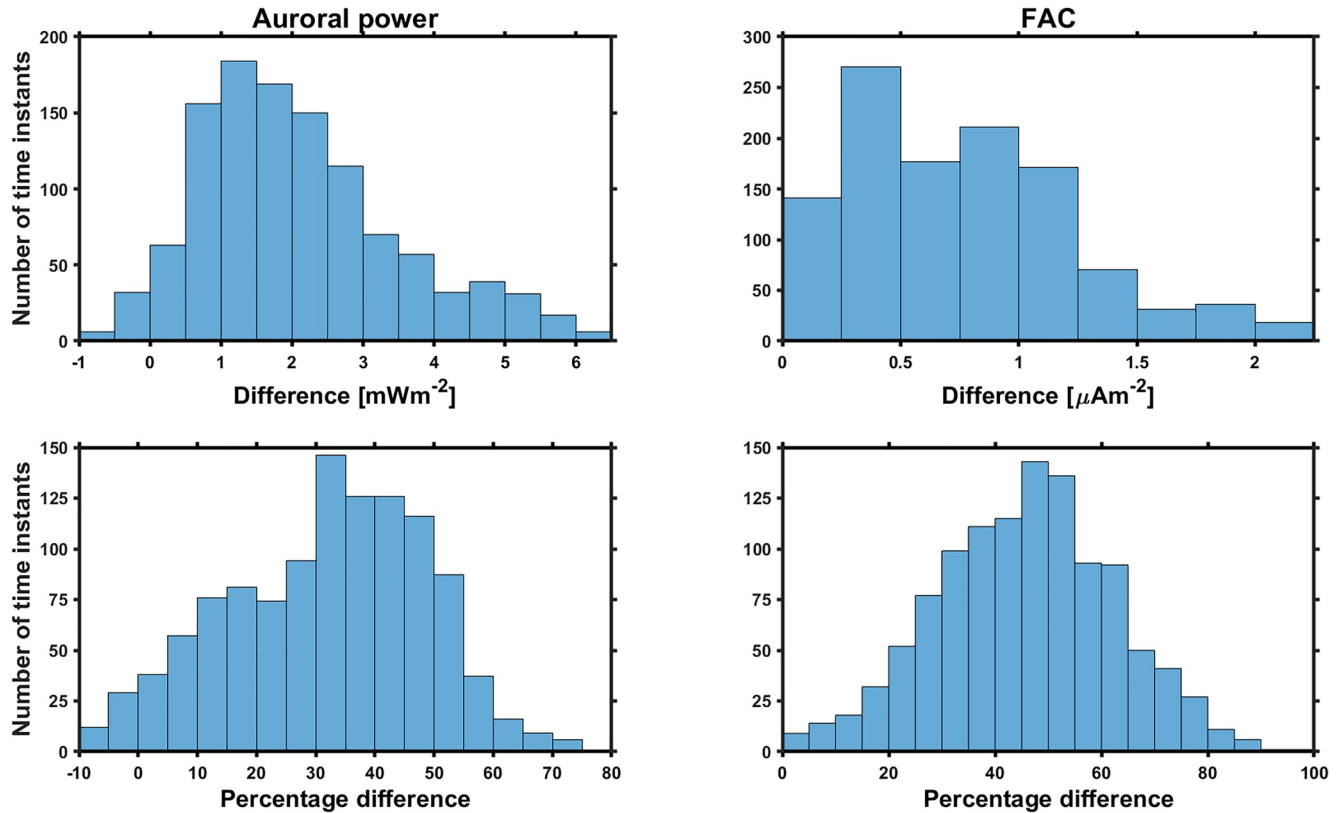 Auroral power
FAC
Number of time instants
200
150
100
50
0
-1 0 1 2 3 4 5 6
Difference [mWm-2]
300
250
200
150
100
50
0
0 0.5 1 1.5 2
Difference [μAm-2]
Number of time instants
150
125
100
75
50
25
0
-10 0 10 20 30 40 50 60 70 80
Percentage difference
150
125
100
75
50
25
0
0 20 40 60 80 100
Percentage difference